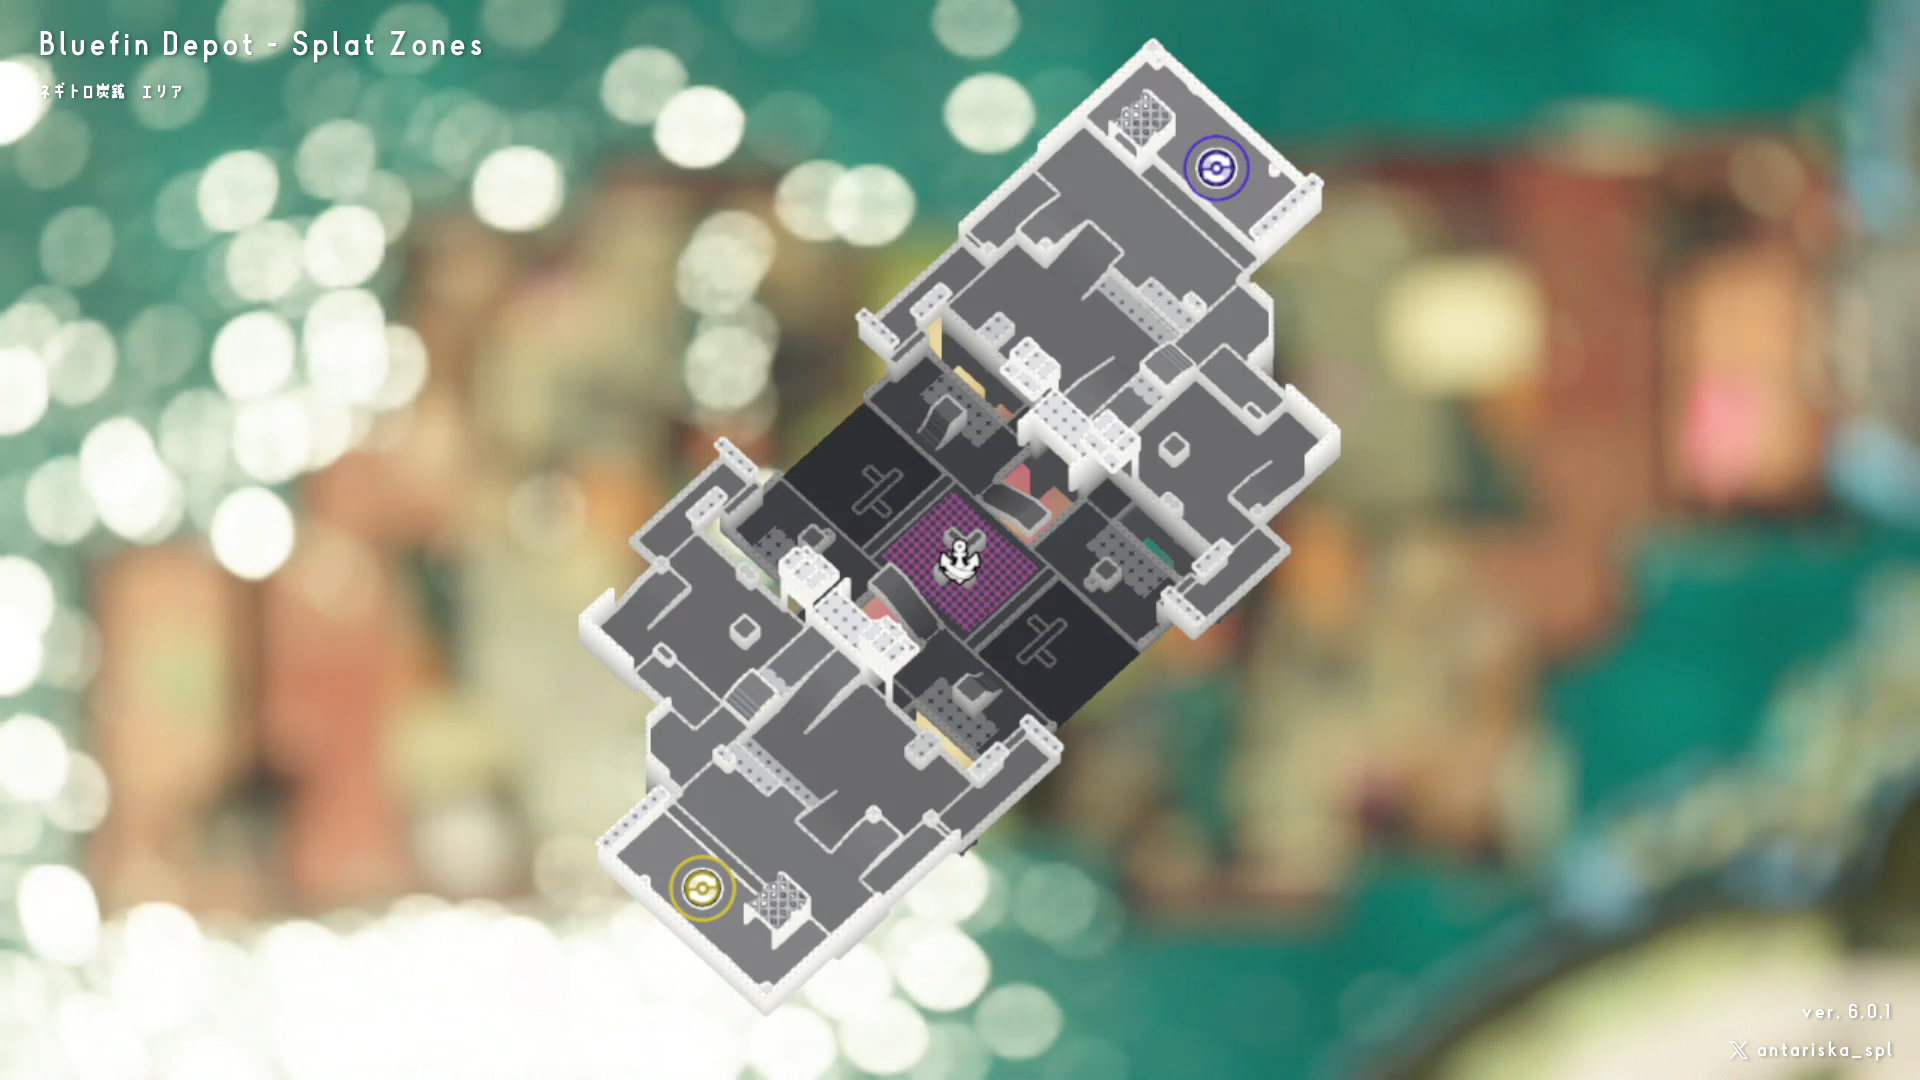 Bluefin Depot - Splat Zones
ネギトロ炭鉱 エリア
ver. 6.0.1
X antariska_spl